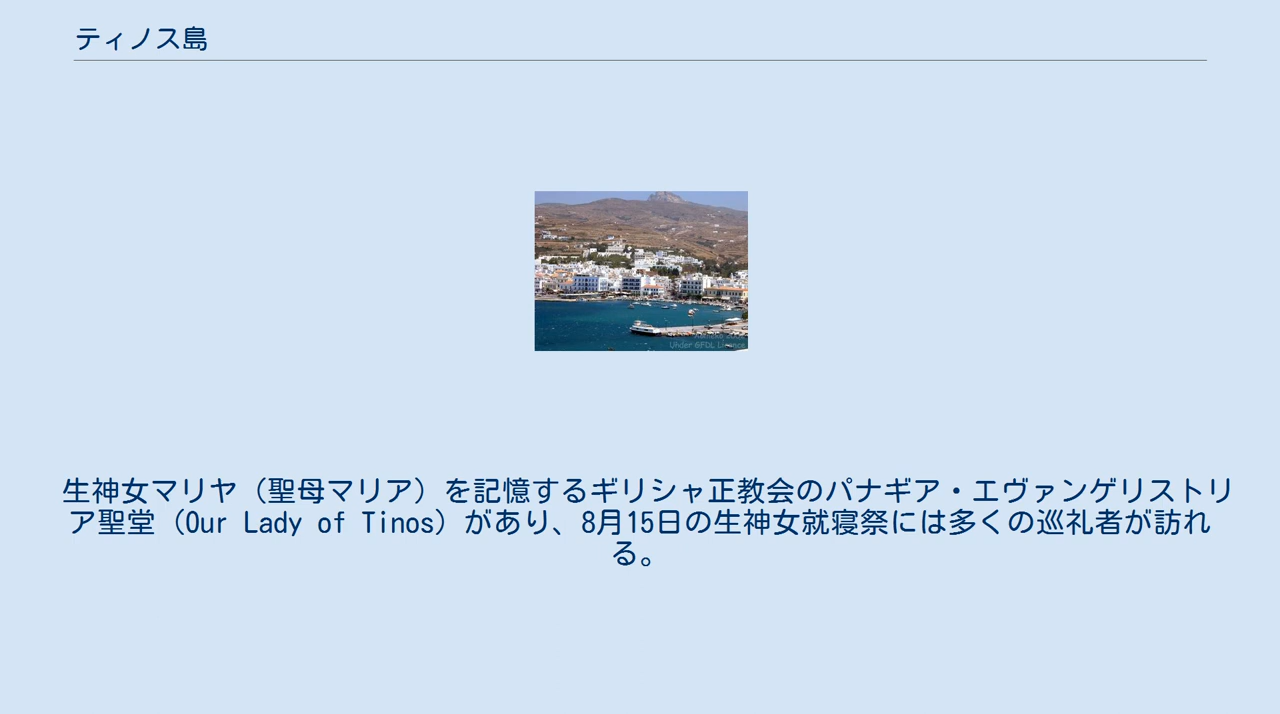 ティノス島
Under GFDL Licence
生神女マリヤ（聖母マリア）を記憶するギリシャ正教会のパナギア・エヴァンゲリストリ
ア聖堂（Our Lady of Tinos）があり、8月15日の生神女就寝祭には多くの巡礼者が訪れ
る。